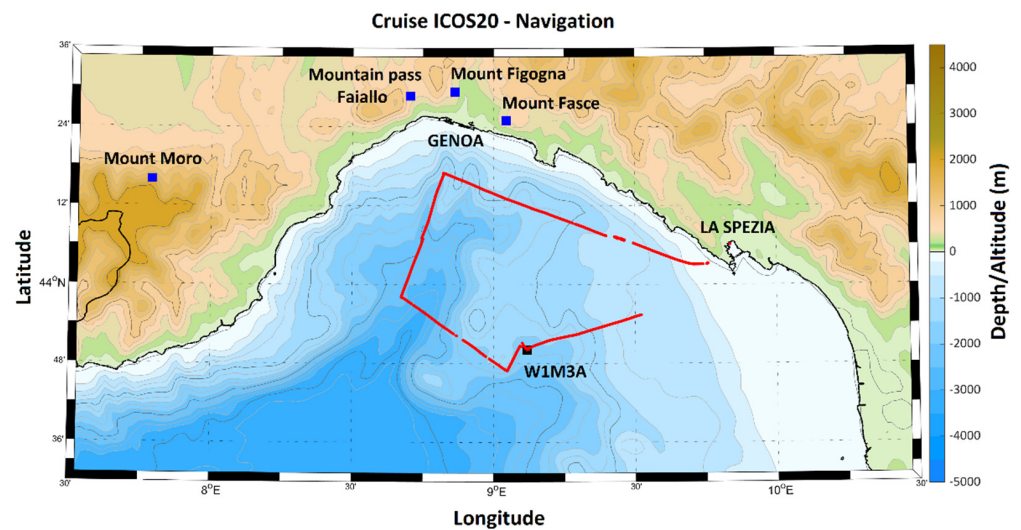 Cruise ICOS20 - Navigation
36'
24'
12'
44°N
48'
36'
Latitude
Mountain pass
Faiallo
Mount Figogna
Mount Fasce
Mount Moro
GENOA
LA SPEZIA
W1M3A
30'
8°E
30'
9°E
30'
10°E
30'
Longitude
4000
3000
2000
1000
0
-1000
-2000
-3000
-4000
-5000
Depth/Altitude (m)